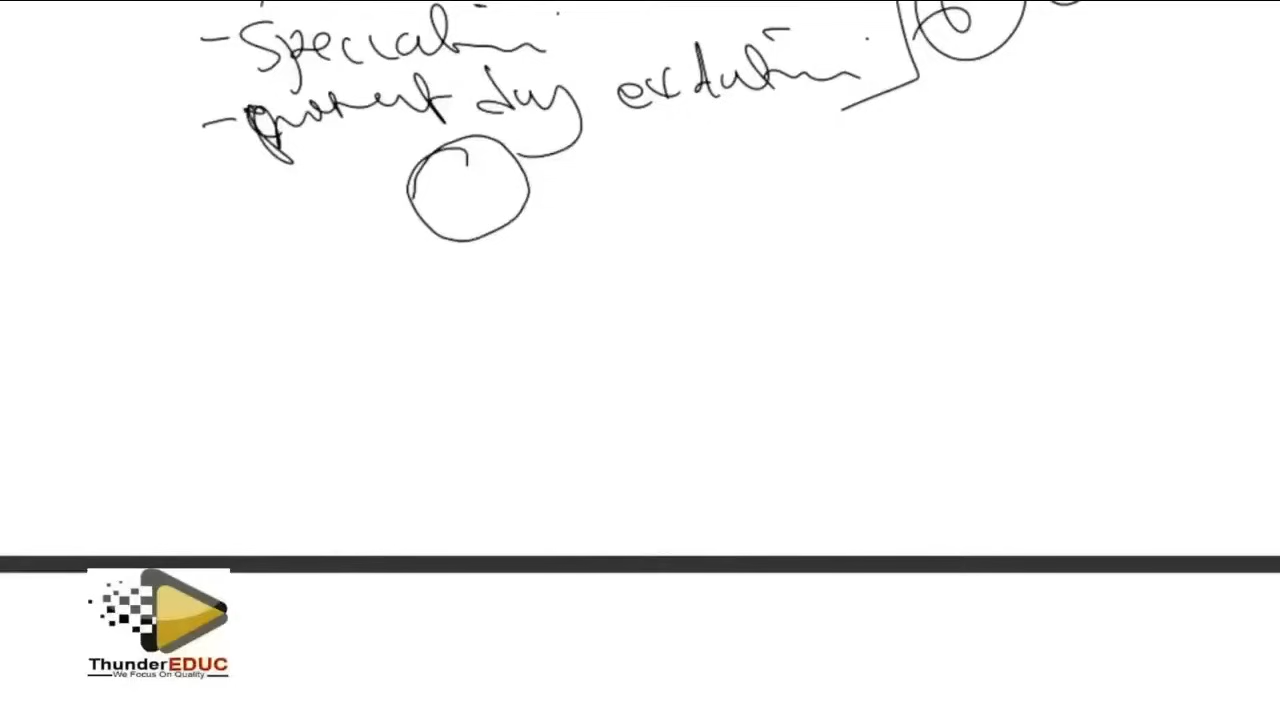 - Speciation
- present day evolution
ThunderEDUC
We Focus On Quality